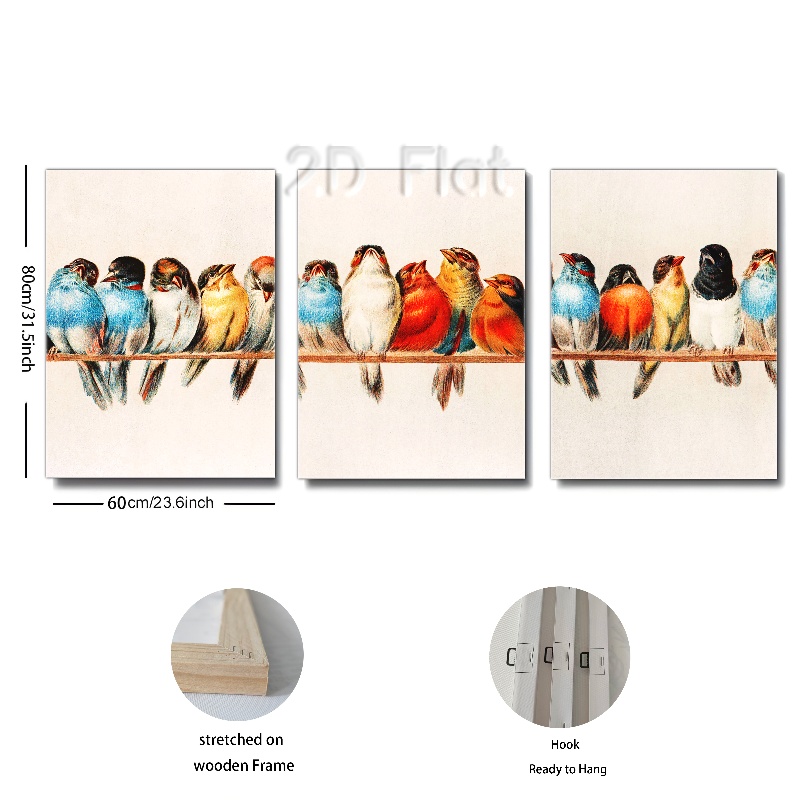 2D Flat
80cm/31.5inch
60cm/23.6inch
stretched on
wooden Frame
Hook
Ready to Hang